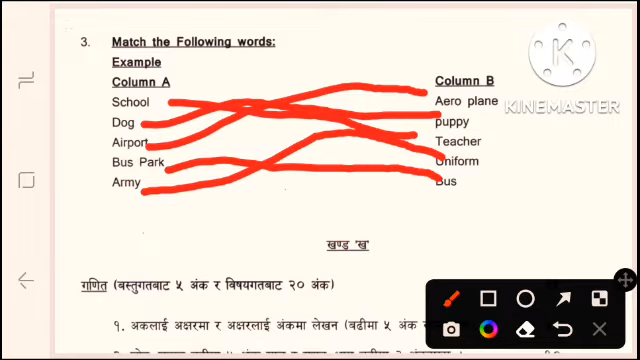 3. Match the Following words:
Example
Column A Column B
School Aero plane
Dog puppy
Airport Teacher
Bus Park Uniform
Army Bus
खण्ड 'ख'
गणित (बस्तुगतबाट ५ अंक र विषयगतबाट २० अंक)
१. अंकलाई अक्षरमा र अक्षरलाई अंकमा लेखन (बढीमा ५ अंक
KINEMASTER